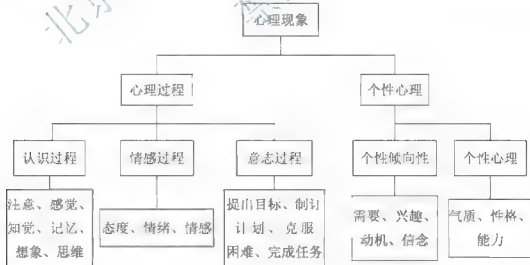 北京
心理现象
心理过程
个性心理
认识过程
情感过程
意志过程
个性倾向性
个性心理
注意、感觉、
知觉、记忆、
想象、思维
态度、情绪、情感
提出目标、制订
计划、克服
困难、完成任务
需要、兴趣、
动机、信念
气质、性格、
能力